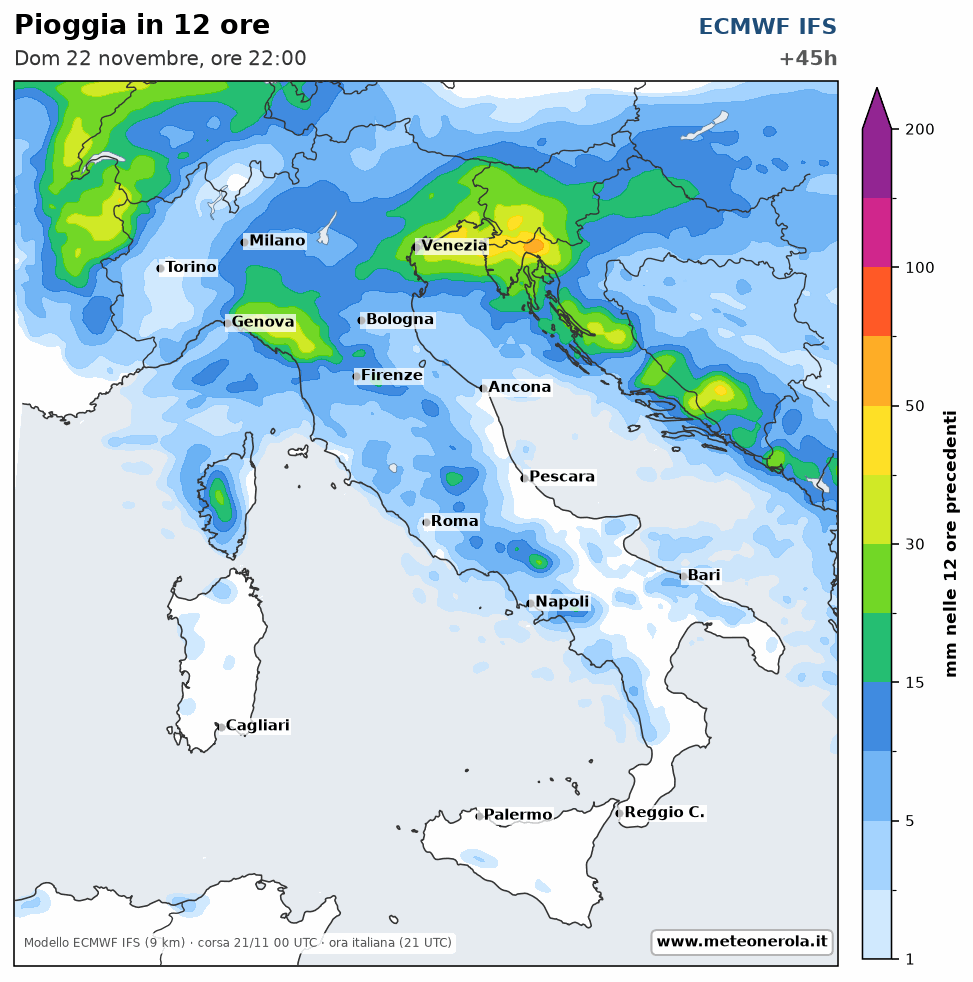 Pioggia in 12 ore
ECMWF IFS
Dom 22 novembre, ore 22:00
+45h
200
100
50
30
15
5
1
mm nelle 12 ore precedenti
Milano
Venezia
Torino
Genova
Bologna
Firenze
Ancona
Pescara
Roma
Bari
Napoli
Cagliari
Palermo
Reggio C.
Modello ECMWF IFS (9 km) · corsa 21/11 00 UTC · ora italiana (21 UTC)
www.meteonerola.it